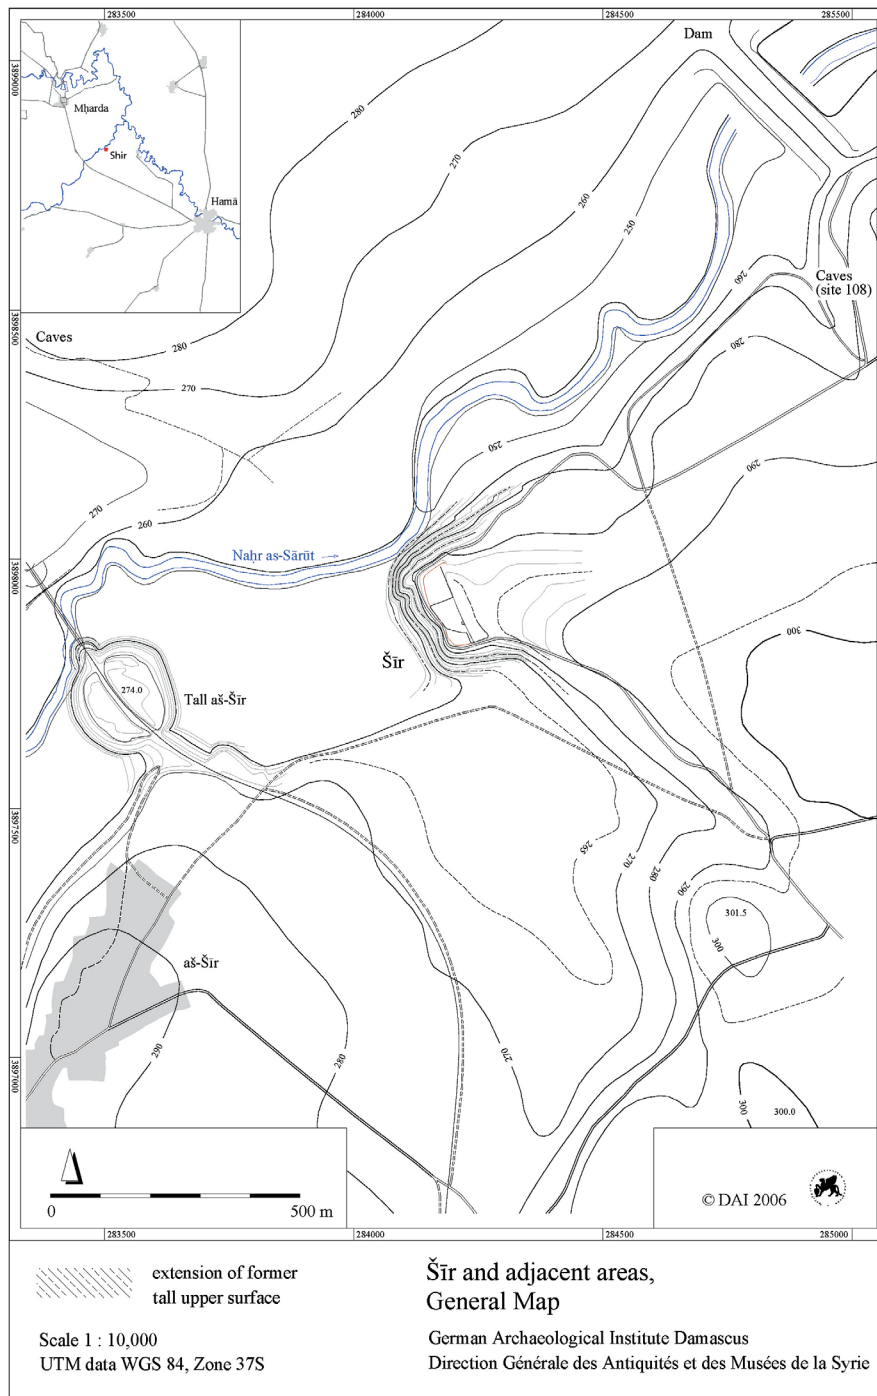 283500
284000
284500
285500
3899000
Mḥarda
Shir
Hamā
Dam
280
270
260
250
Caves
(site 108)
260
280
3898500
Caves
280
270
250
290
270
260
Nahr as-Sārūt
3898000
300
Šīr
274.0
Tall aš-Šīr
3897500
265
270
280
290
301.5
300
aš-Šīr
3897000
290
280
270
300
300.0
0
500 m
© DAI 2006
283500
284000
284500
285000
extension of former
tall upper surface
Šīr and adjacent areas,
General Map
Scale 1 : 10,000
UTM data WGS 84, Zone 37S
German Archaeological Institute Damascus
Direction Générale des Antiquités et des Musées de la Syrie